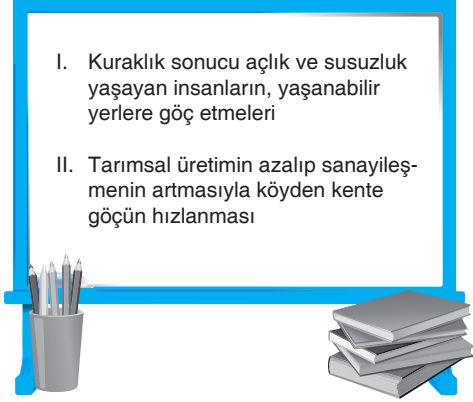 I. Kuraklık sonucu açlık ve susuzluk
yaşayan insanların, yaşanabilir
yerlere göç etmeleri
II. Tarımsal üretimin azalıp sanayileş-
menin artmasıyla köyden kente
göçün hızlanması